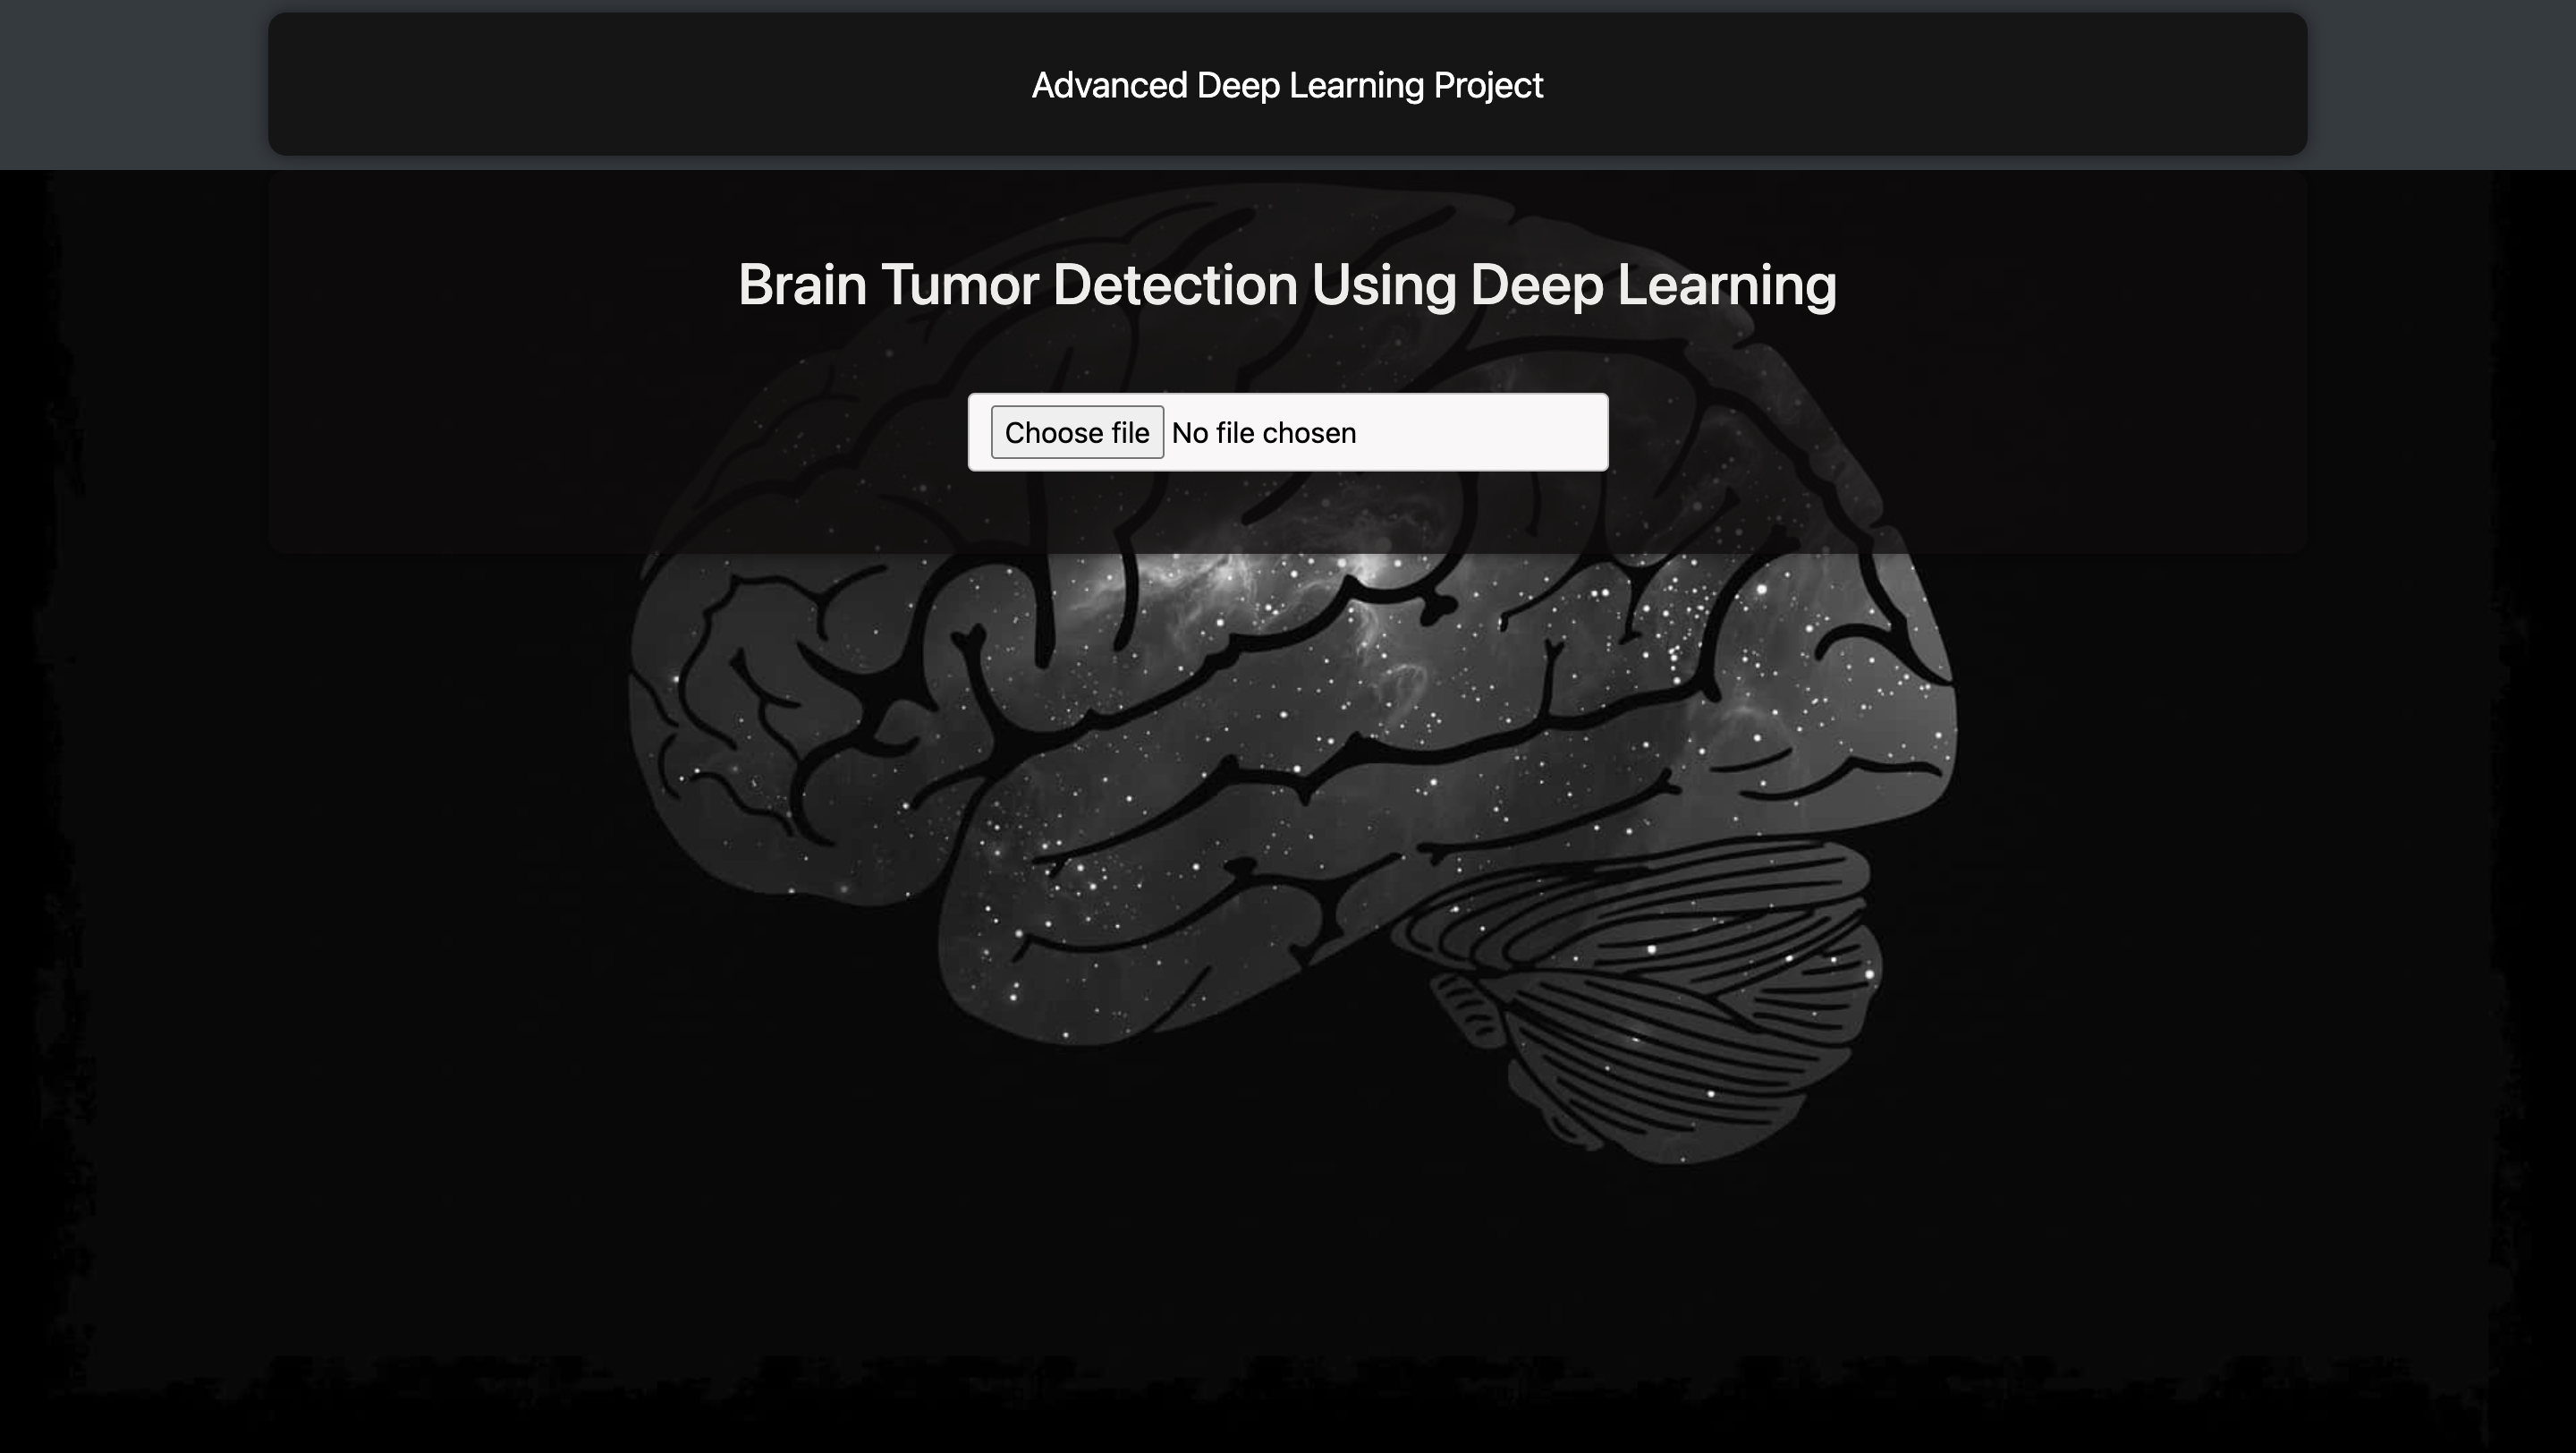 Advanced Deep Learning Project
Brain Tumor Detection Using Deep Learning
Choose file No file chosen